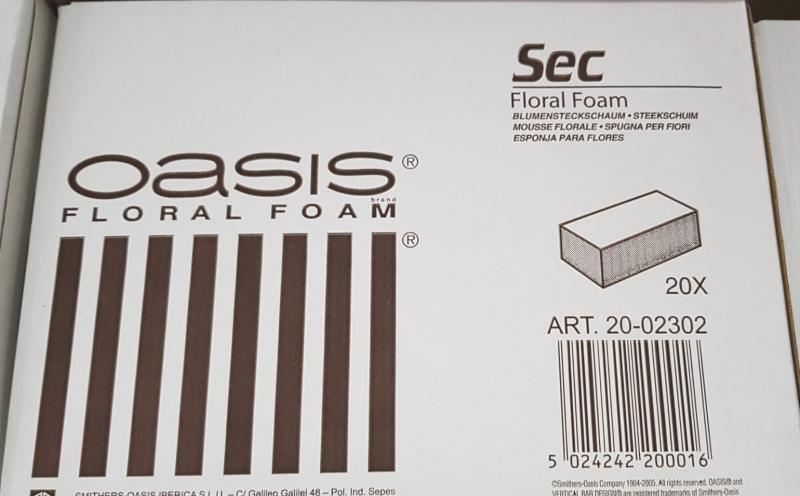 Sec
Floral Foam
BLUMENSTECKSCHAUM • STEEKSCHUIM
MOUSSE FLORALE • SPUGNA PER FIORI
ESPONJA PARA FLORES
OASIS®
brand
FLORAL FOAM
®
20X
ART. 20-02302
5 024242 200016
©Smithers-Oasis Company 1964-2005. All rights reserved. OASIS® and
VERTICAL BAR DESIGN® are registered trademarks of Smithers-Oasis
SMITHERS-OASIS IBERICA S.L.U. – C/ Galileo Galilei 48 – Pol. Ind. Sepes